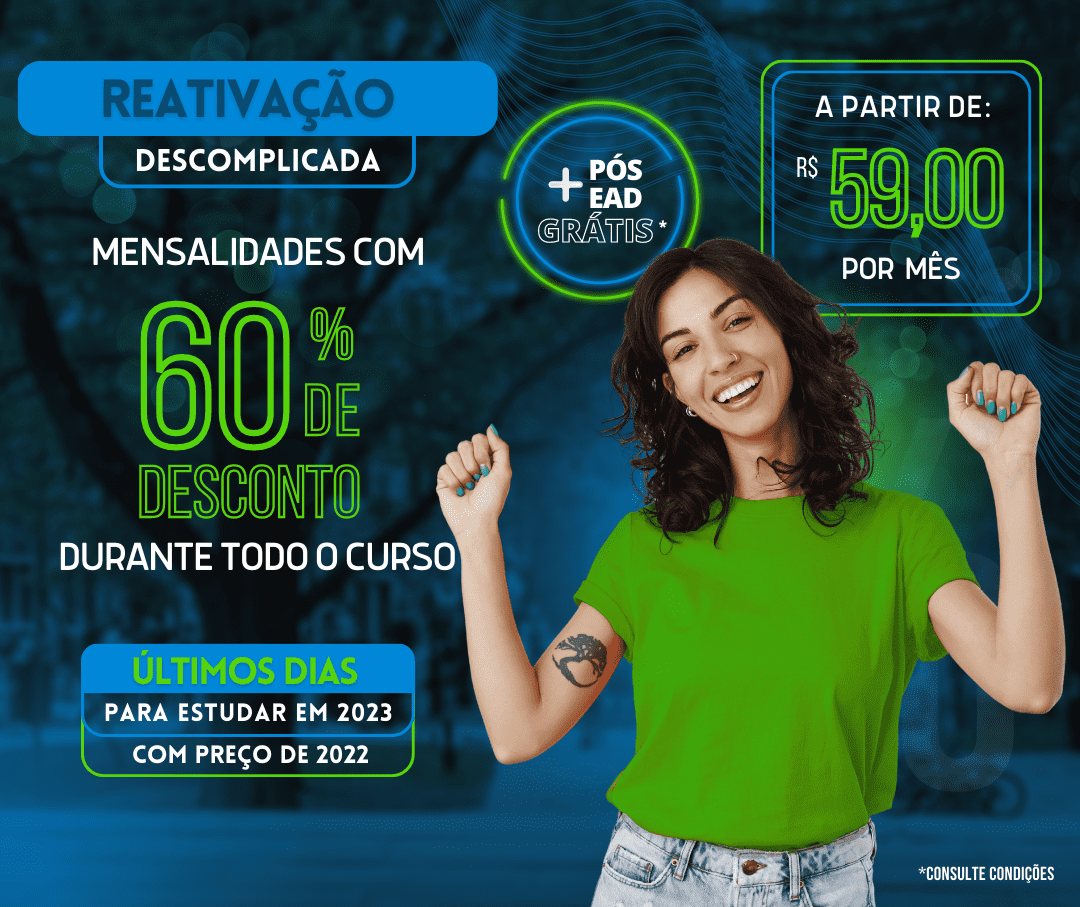 REATIVAÇÃO
DESCOMPLICADA
MENSALIDADES COM
60%
DE
DESCONTO
DURANTE TODO O CURSO
ÚLTIMOS DIAS
PARA ESTUDAR EM 2023
COM PREÇO DE 2022
+ PÓS
EAD
GRÁTIS*
A PARTIR DE:
R$ 59,00
POR MÊS
*CONSULTE CONDIÇÕES